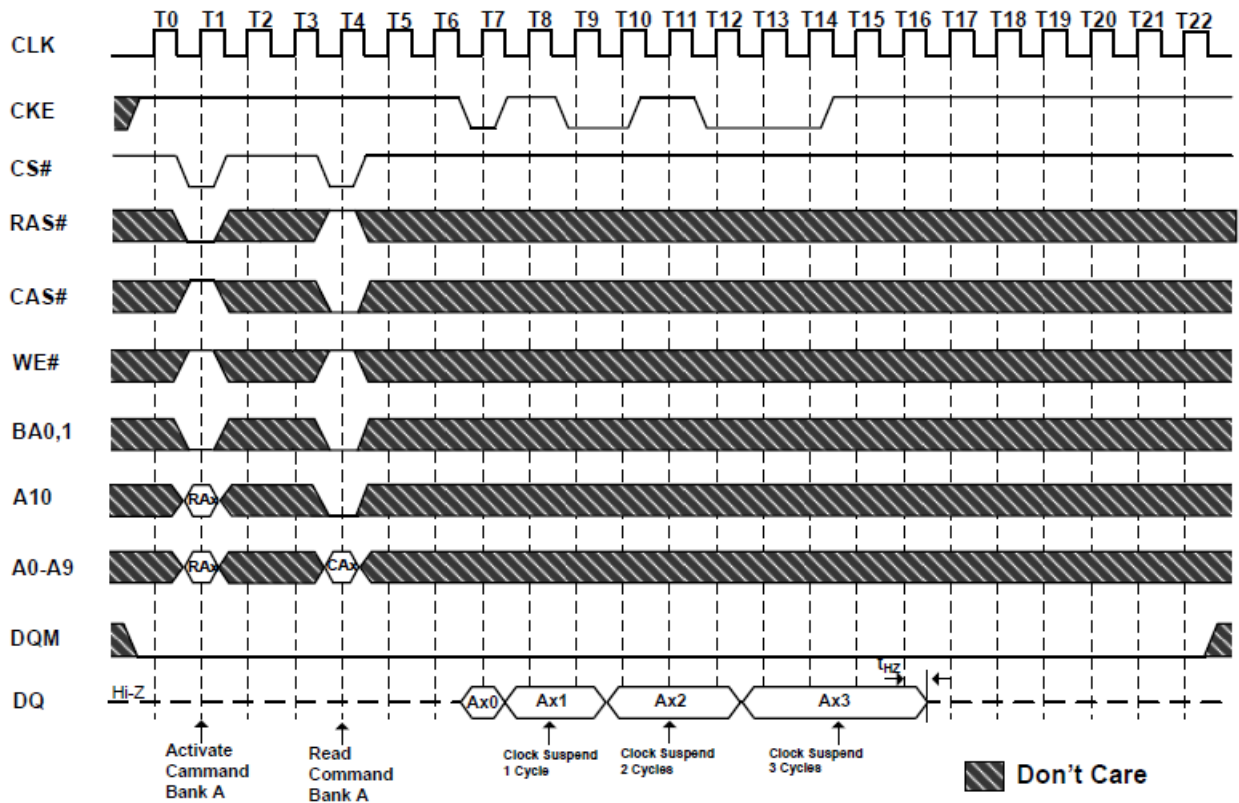 T0 T1 T2 T3 T4 T5 T6 T7 T8 T9 T10 T11 T12 T13 T14 T15 T16 T17 T18 T19 T20 T21 T22
CLK
CKE
CS#
RAS#
CAS#
WE#
BA0,1
A10
RAx
A0-A9
RAx
CAx
DQM
tHZ
DQ
Hi-Z
Ax0
Ax1
Ax2
Ax3
Activate
Cammand
Bank A
Read
Command
Bank A
Clock Suspend
1 Cycle
Clock Suspend
2 Cycles
Clock Suspend
3 Cycles
Don't Care